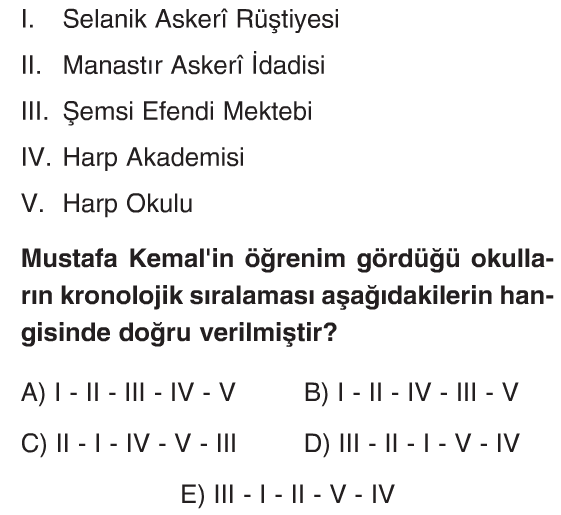 I. Selanik Askerî Rüştiyesi
II. Manastır Askerî İdadisi
III. Şemsi Efendi Mektebi
IV. Harp Akademisi
V. Harp Okulu
Mustafa Kemal'in öğrenim gördüğü okulla-
rın kronolojik sıralaması aşağıdakilerin han-
gisinde doğru verilmiştir?
A) I - II - III - IV - V B) I - II - IV - III - V
C) II - I - IV - V - III D) III - II - I - V - IV
E) III - I - II - V - IV